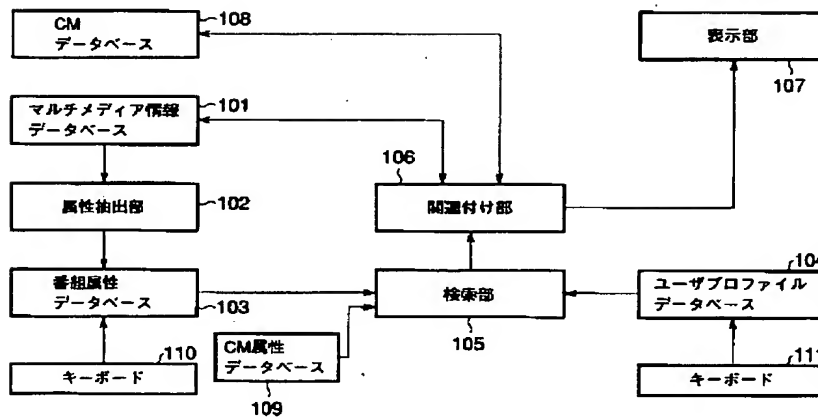 CM
データベース
108
表示部
107
マルチメディア情報
データベース
101
106
属性抽出部
102
関連付け部
番組属性
データベース
103
検索部
105
104
ユーザプロファイル
データベース
110
キーボード
CM属性
データベース
109
111
キーボード